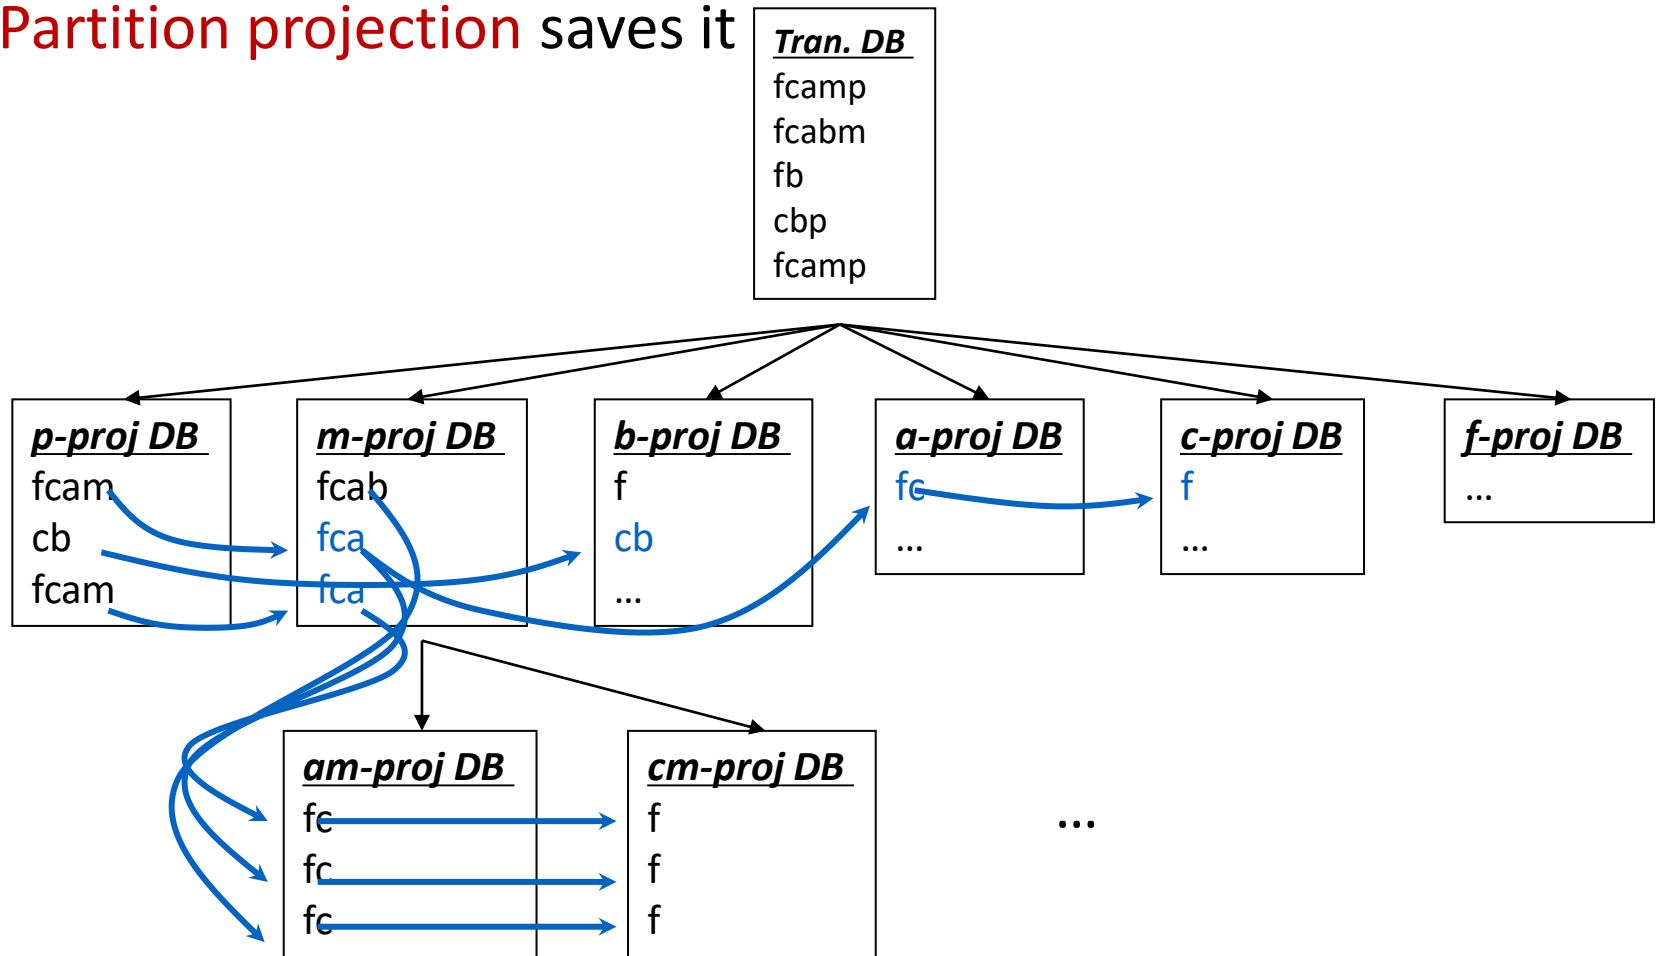 Partition projection saves it
Tran. DB
fcamp
fcabm
fb
cbp
fcamp
p-proj DB
fcam
cb
fcam
m-proj DB
fcab
fca
fca
b-proj DB
f
cb
...
a-proj DB
fc
...
c-proj DB
f
...
f-proj DB
...
am-proj DB
fc
fc
fc
cm-proj DB
f
f
f
...